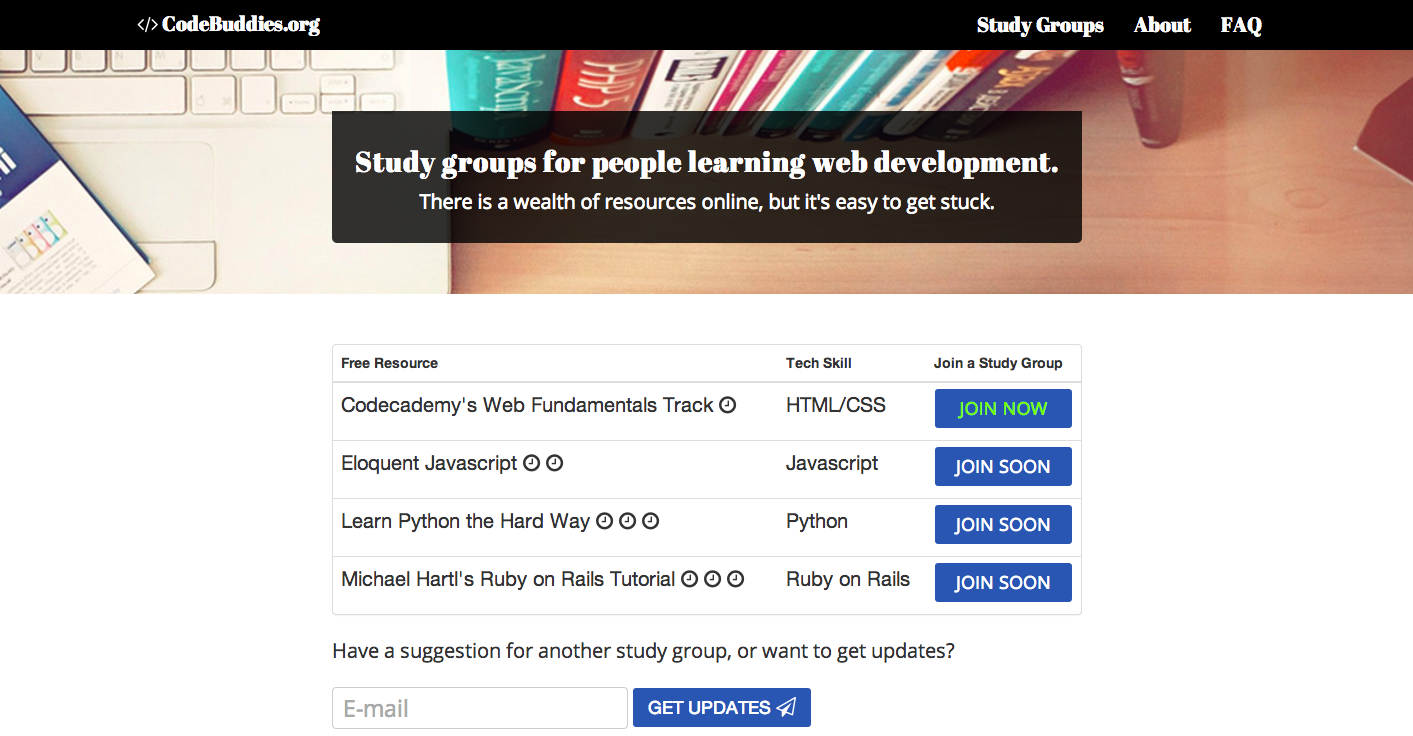 </> CodeBuddies.org Study Groups About FAQ
JavaScript
Study groups for people learning web development.
There is a wealth of resources online, but it's easy to get stuck.
Free Resource Tech Skill Join a Study Group
Codecademy's Web Fundamentals Track HTML/CSS JOIN NOW
Eloquent Javascript Javascript JOIN SOON
Learn Python the Hard Way Python JOIN SOON
Michael Hartl's Ruby on Rails Tutorial Ruby on Rails JOIN SOON
Have a suggestion for another study group, or want to get updates?
E-mail GET UPDATES